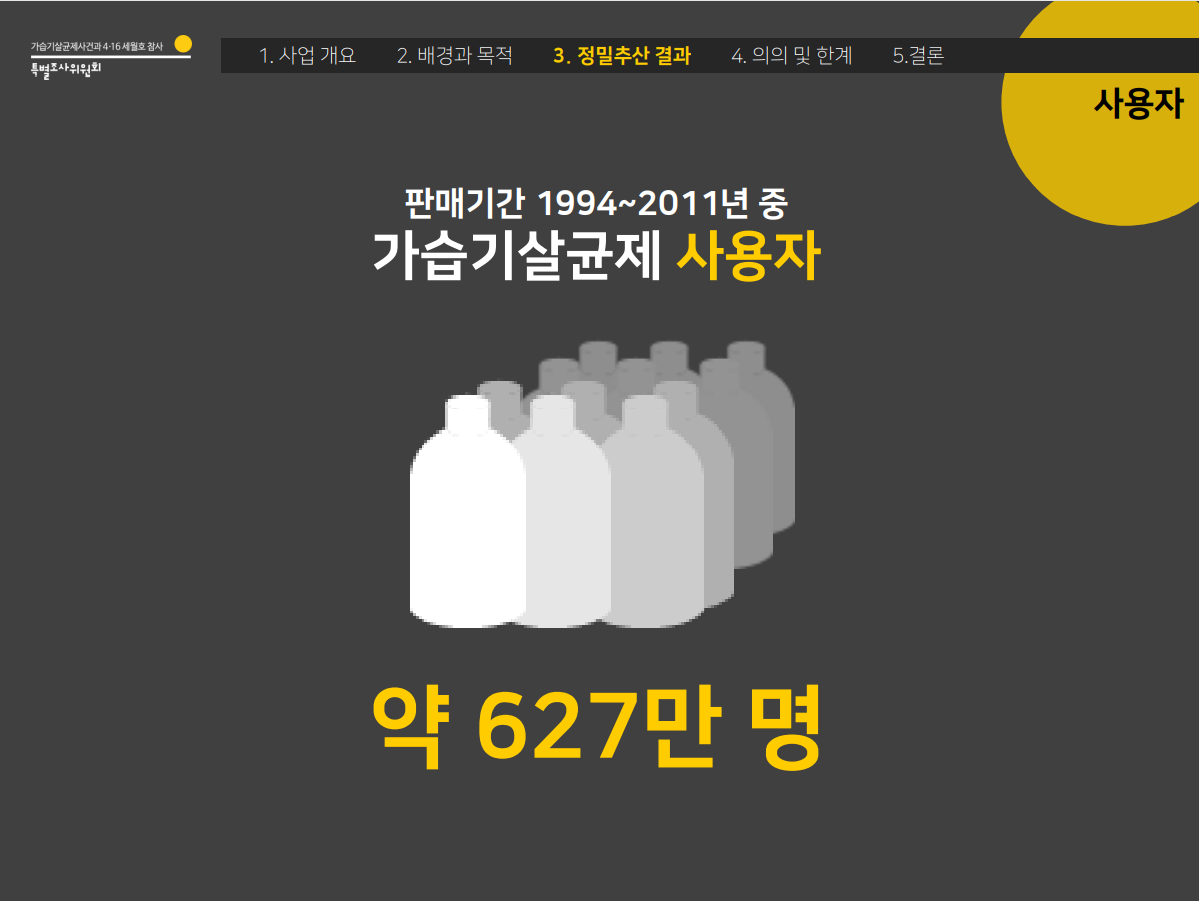 가습기살균제사건과 4·16 세월호 참사
특별조사위원회
1. 사업 개요 2. 배경과 목적 3. 정밀추산 결과 4. 의의 및 한계 5.결론
사용자
판매기간 1994~2011년 중
가습기살균제 사용자
약 627만 명